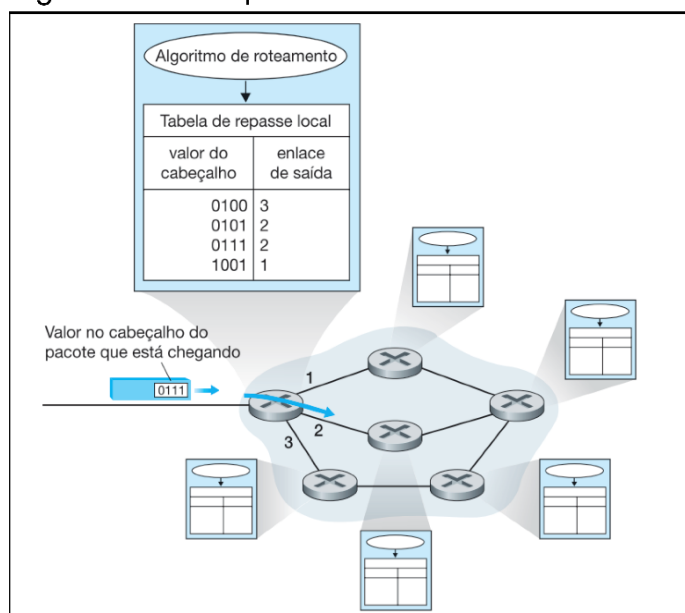 Algoritmo de roteamento
Tabela de repasse local
valor do
cabeçalho
enlace
de saída
0100 3
0101 2
0111 2
1001 1
Valor no cabeçalho do
pacote que está chegando
0111
1
2
3